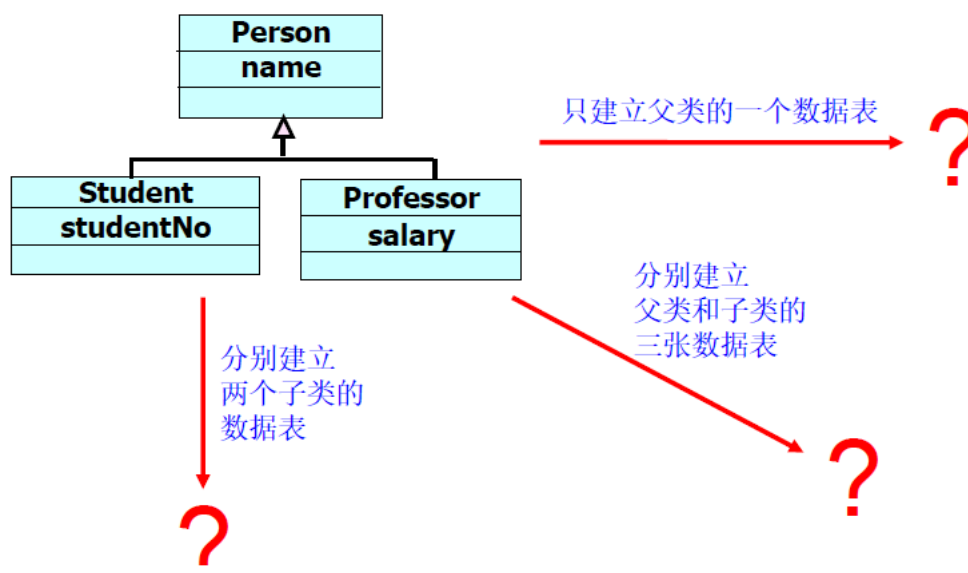 Person
name
只建立父类的一个数据表
?
Student
studentNo
Professor
salary
分别建立
父类和子类的
三张数据表
?
分别建立
两个子类的
数据表
?